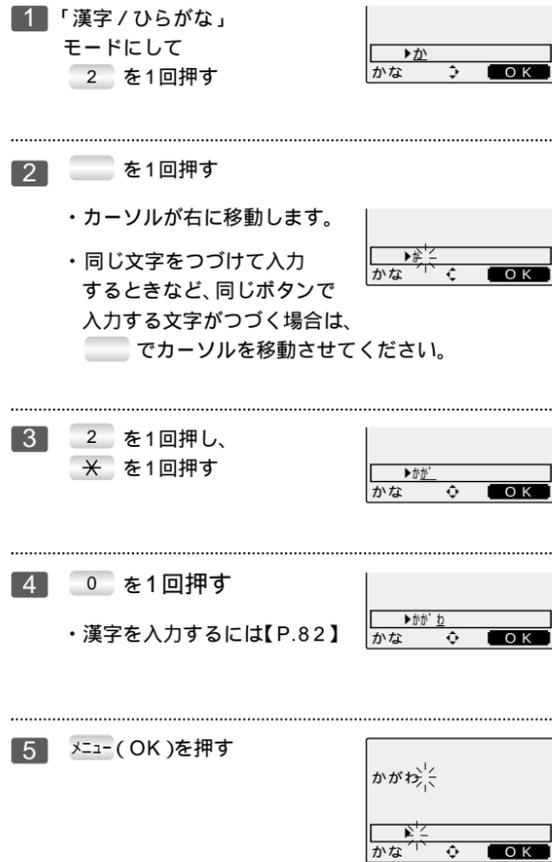 1 「漢字/ひらがな」
モードにして
2 を1回押す
▶か
かな OK
2 を1回押す
・カーソルが右に移動します。
・同じ文字をつづけて入力
するときなど、同じボタンで
入力する文字がつづく場合は、
でカーソルを移動させてください。
▶か
かな OK
3 2 を1回押し、
＊ を1回押す
▶かが
かな OK
4 0 を1回押す
・漢字を入力するには【P.82】
▶かがわ
かな OK
5 メニュー(OK)を押す
かがわ
▶
かな OK